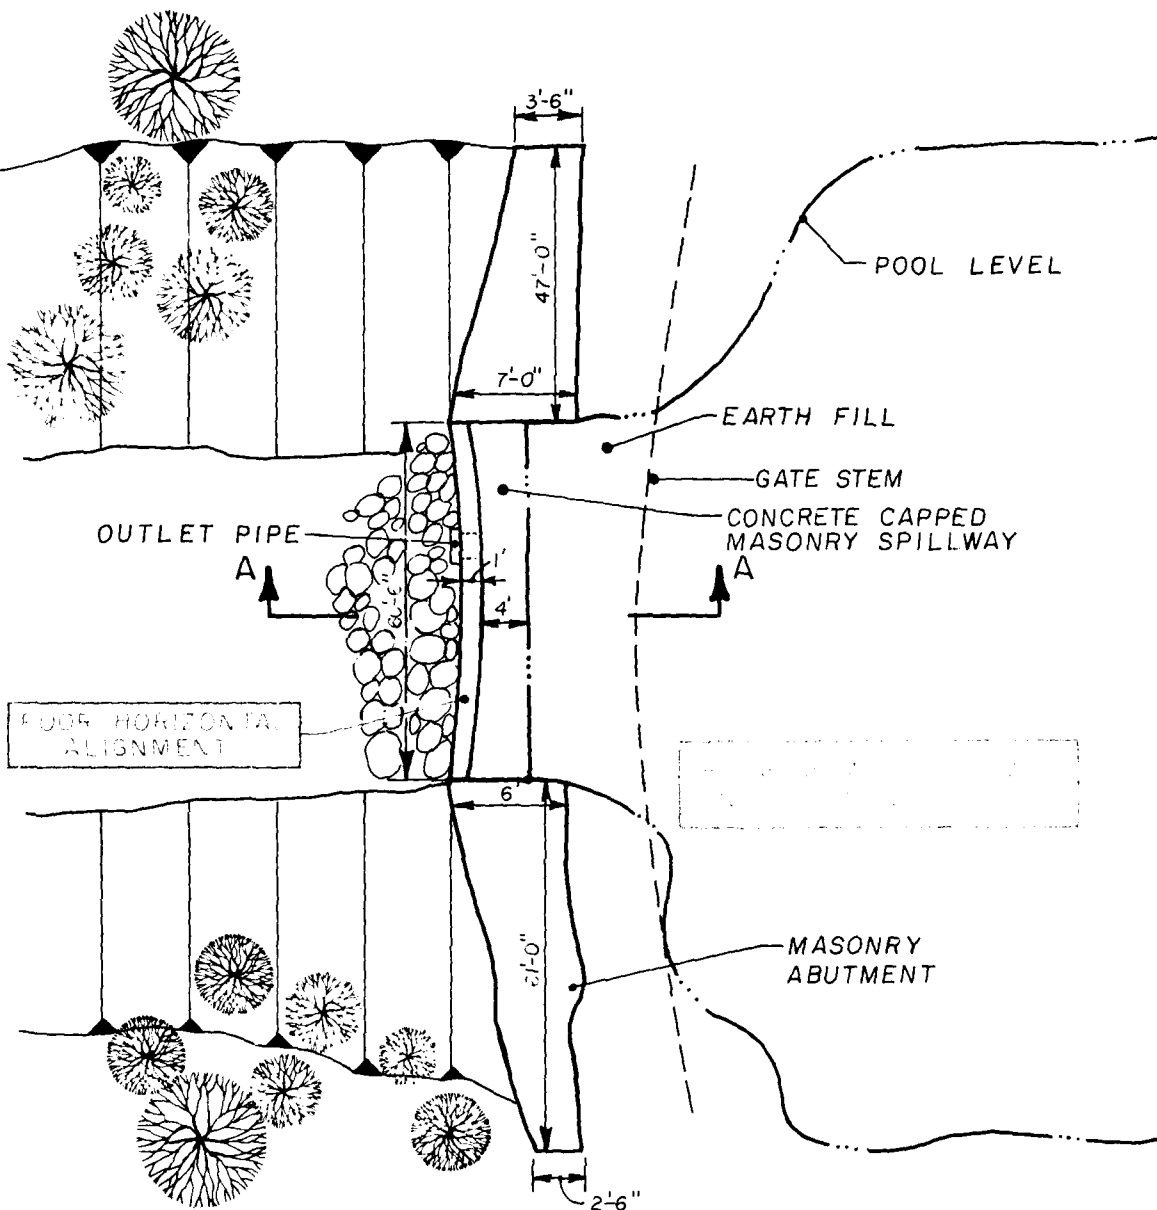 3'-6"
47'-0"
POOL LEVEL
7'-0"
EARTH FILL
GATE STEM
CONCRETE CAPPED
MASONRY SPILLWAY
OUTLET PIPE
A
1'
A
4'
POOR HORIZONTAL
ALIGNMENT
6'
MASONRY
ABUTMENT
2'-6"